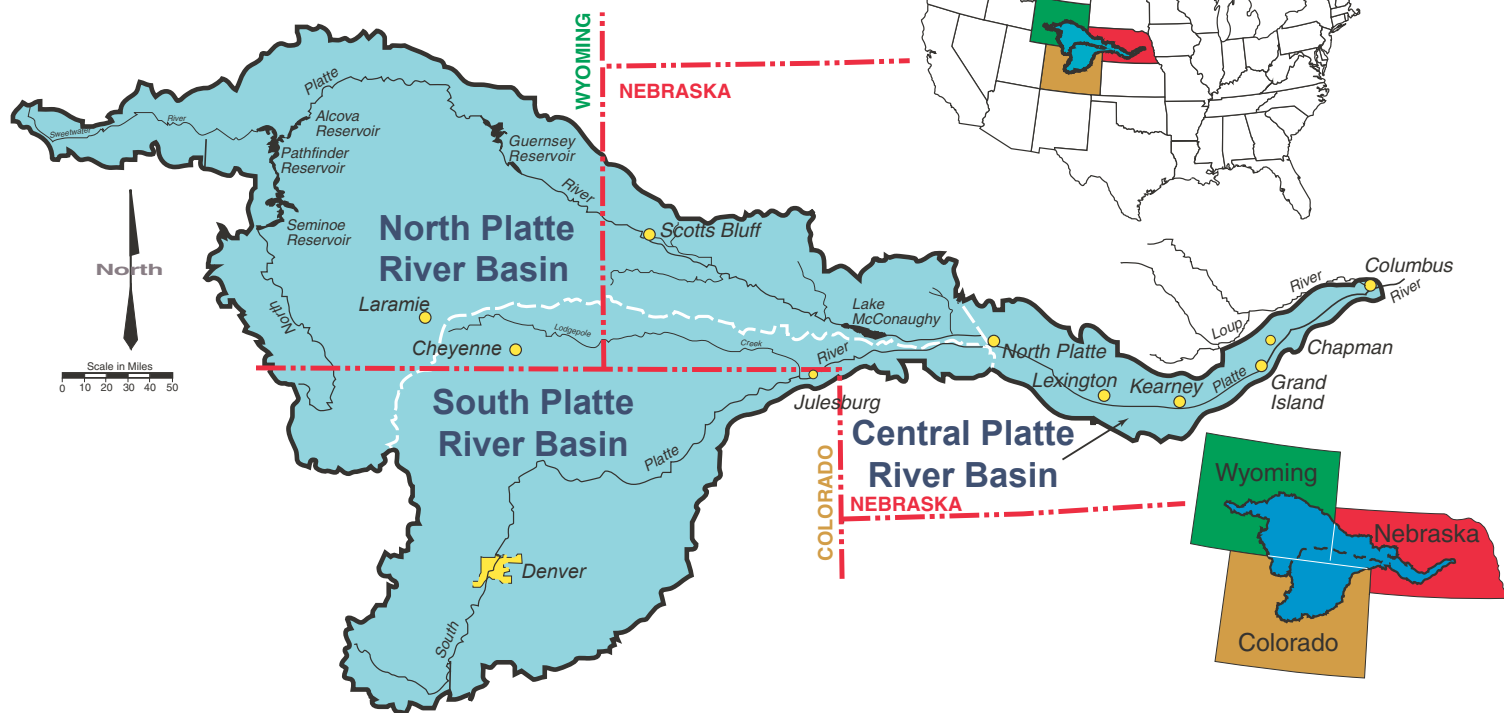 WYOMING
NEBRASKA
Platte
Sweetwater
River
Alcova
Reservoir
Pathfinder
Reservoir
Guernsey
Reservoir
River
Seminoe
Reservoir
North Platte
River Basin
Scotts Bluff
North
North
Laramie
Cheyenne
Lodgepole
Creek
Lake
McConaughy
River
Loup
River
Columbus
River
Chapman
Grand
Island
Platte
Kearney
Lexington
North Platte
Julesburg
Scale in Miles
0 10 20 30 40 50
South Platte
River Basin
Platte
Central Platte
River Basin
COLORADO
NEBRASKA
Denver
South
Wyoming
Nebraska
Colorado